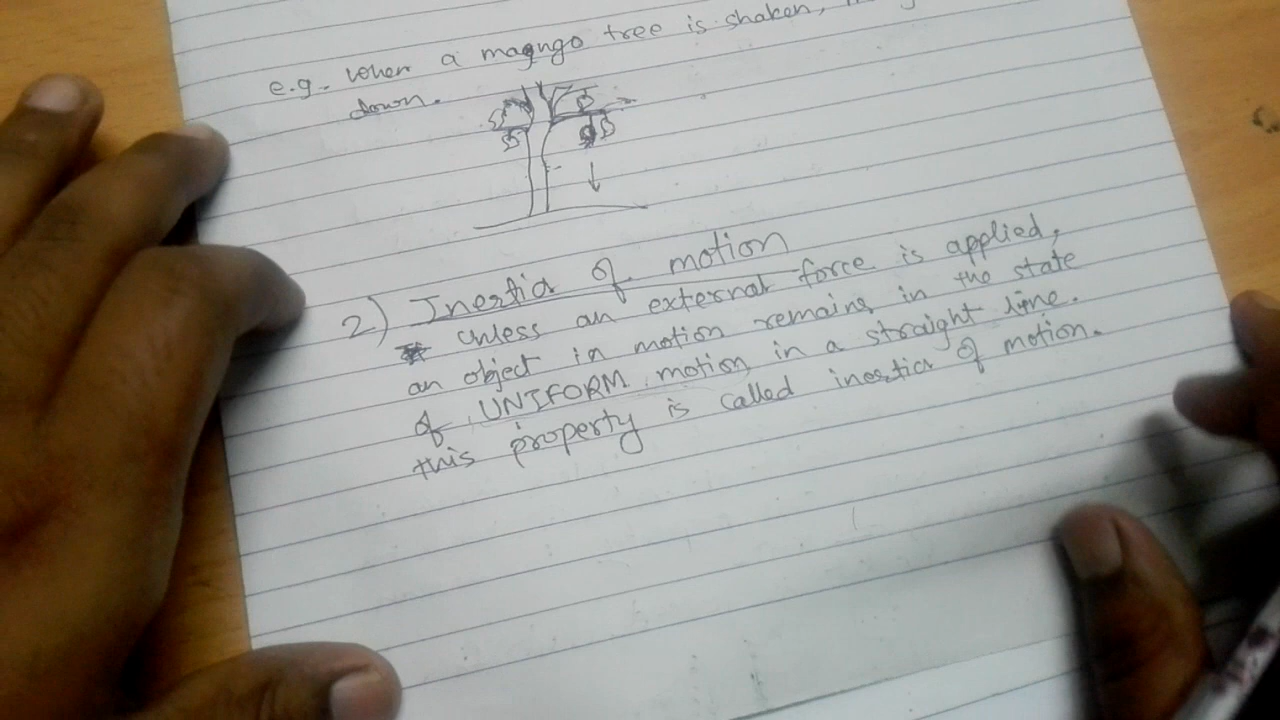 e.g. when a mango tree is shaken,
down.
2) Inertia of motion
unless an external force is applied,
an object in motion remains in the state
of UNIFORM motion in a straight line.
this property is called inertia of motion.